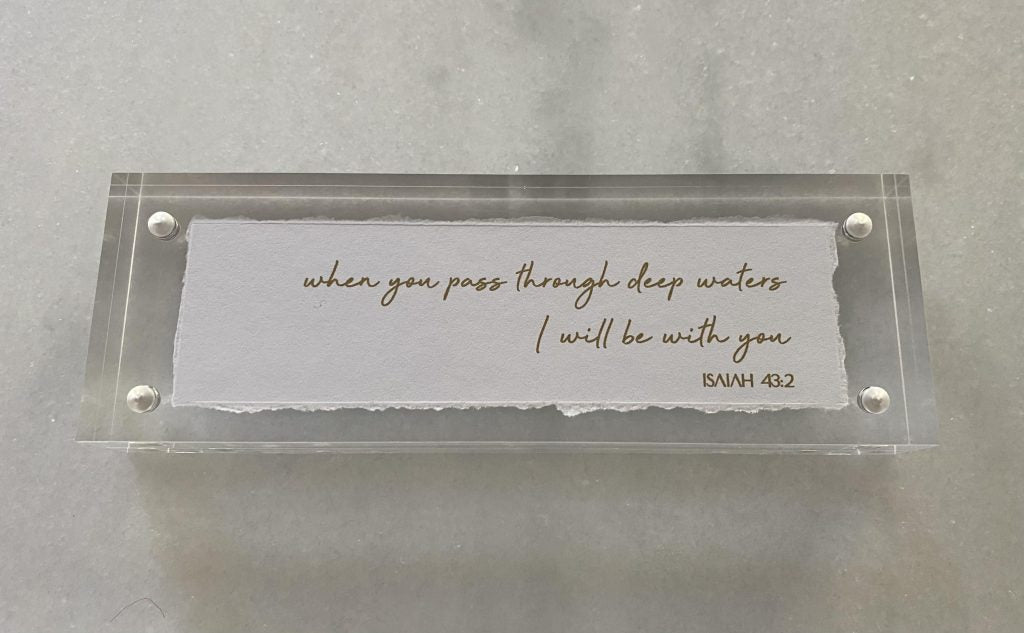 when you pass through deep waters
I will be with you
ISAIAH 43:2